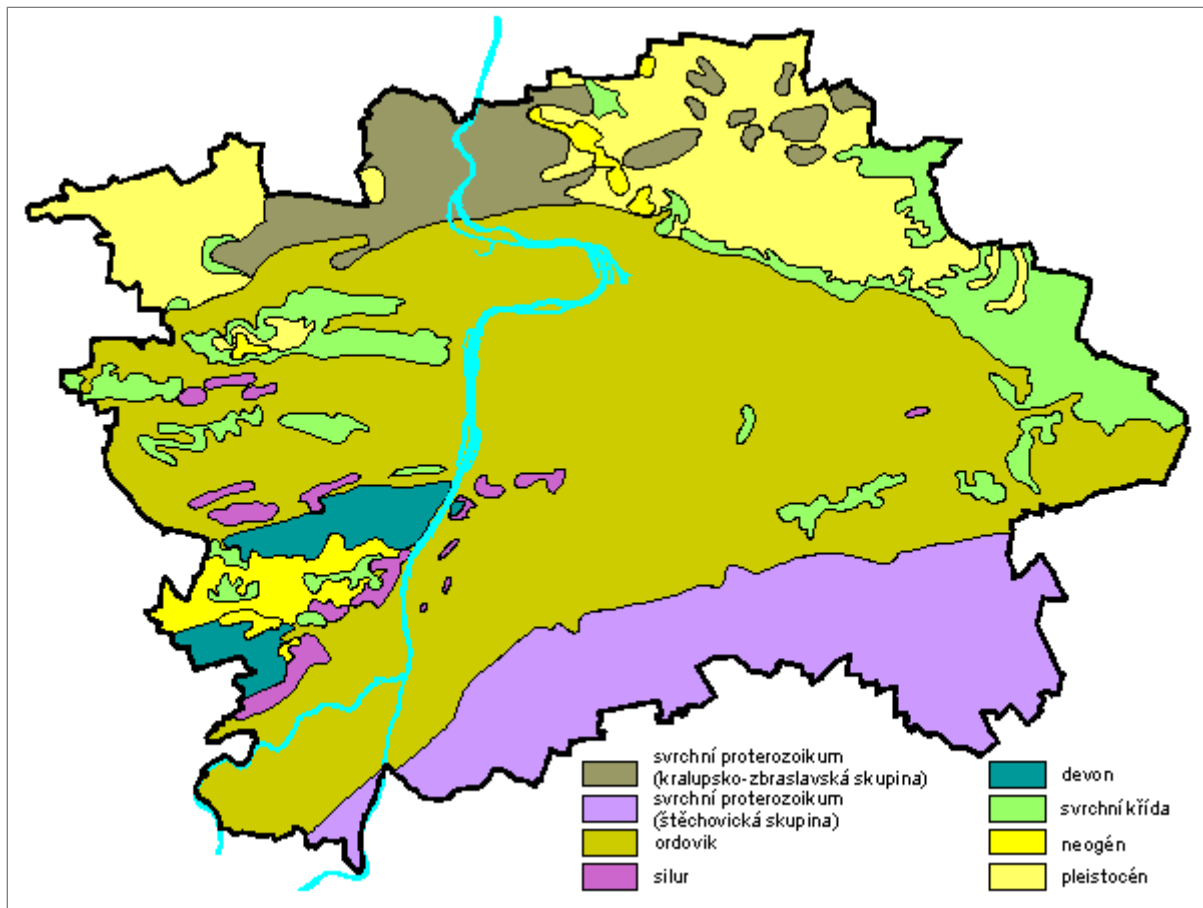 svrchní proterozoikum
(kralupsko-zbraslavská skupina)
svrchní proterozoikum
(štěchovická skupina)
ordovik
silur
devon
svrchní křída
neogén
pleistocén